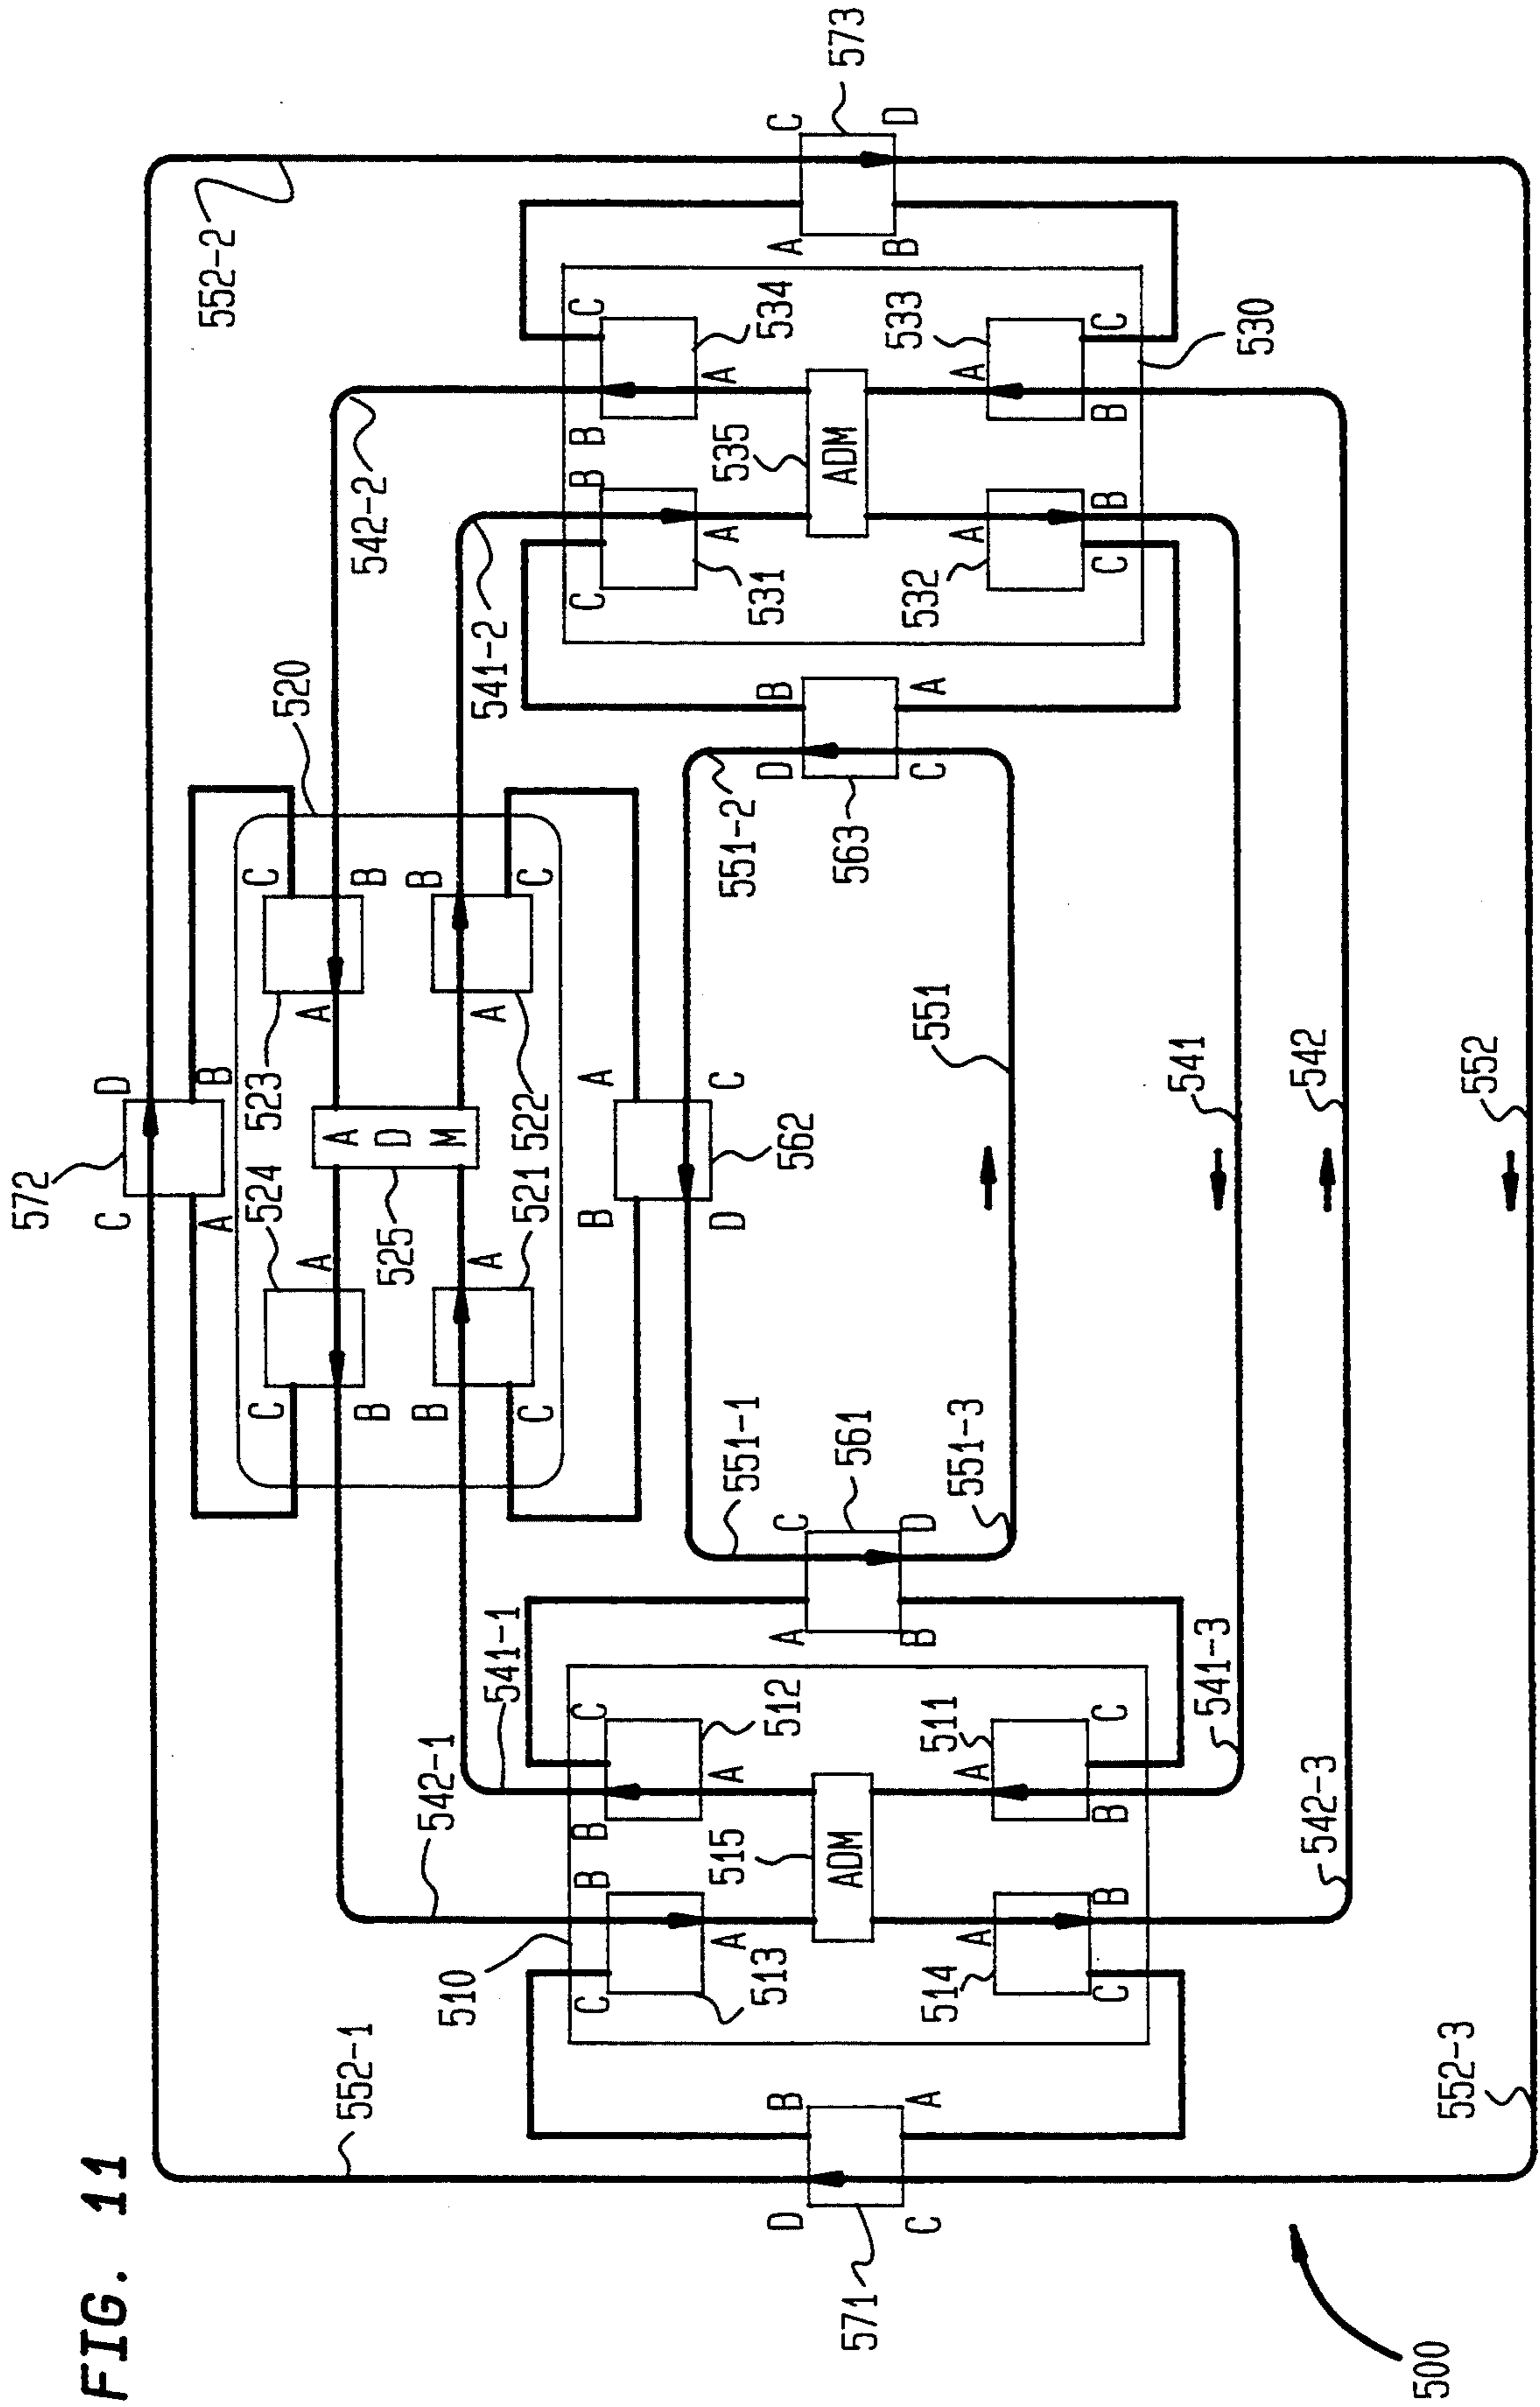 FIG. 11
500
572
C
D
A
B
520
524
523
C
A
A
C
B
B
525
A D M
B
B
C
A
A
C
521
522
B
A
562
D
C
552-1
542-1
541-1
542-2
541-2
552-2
510
C
B
B
C
513
A
A
512
515
ADM
514
A
A
511
C
B
B
C
571
D
B
C
A
561
A
C
B
D
551-1
551-3
551-2
551
563
D
B
C
A
530
C
B
B
C
531
A
A
534
535
ADM
532
A
A
533
C
B
B
C
573
A
C
B
D
541-3
541
542-3
542
552-3
552